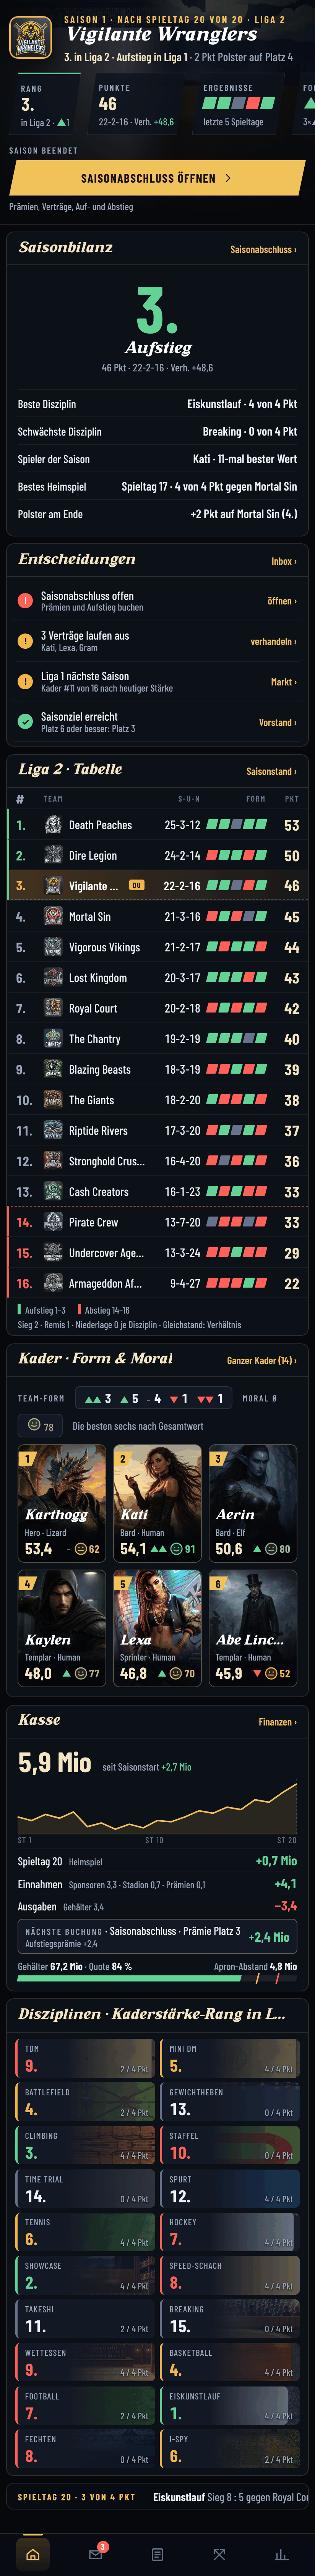 SAISON 1 · NACH SPIELTAG 20 VON 20 · LIGA 2
Vigilante Wranglers
3. in Liga 2 · Aufstieg in Liga 1 · 2 Pkt Polster auf Platz 4
RANG
3.
in Liga 2 · ▲1
PUNKTE
46
22-2-16 · Verh. +48,6
ERGEBNISSE
letzte 5 Spieltage
SAISON BEENDET
SAISONABSCHLUSS ÖFFNEN ›
Prämien, Verträge, Auf- und Abstieg
Saisonbilanz
Saisonabschluss ›
3.
Aufstieg
46 Pkt · 22-2-16 · Verh. +48,6
Beste Disziplin Eiskunstlauf · 4 von 4 Pkt
Schwächste Disziplin Breaking · 0 von 4 Pkt
Spieler der Saison Kati · 11-mal bester Wert
Bestes Heimspiel Spieltag 17 · 4 von 4 Pkt gegen Mortal Sin
Polster am Ende +2 Pkt auf Mortal Sin (4.)
Entscheidungen
Inbox ›
Saisonabschluss offen
Prämien und Aufstieg buchen
öffnen ›
3 Verträge laufen aus
Kati, Lexa, Gram
verhandeln ›
Liga 1 nächste Saison
Kader #11 von 16 nach heutiger Stärke
Markt ›
Saisonziel erreicht
Platz 6 oder besser: Platz 3
Vorstand ›
Liga 2 · Tabelle
Saisonstand ›
# TEAM S-U-N FORM PKT
1. Death Peaches 25-3-12 53
2. Dire Legion 24-2-14 50
3. Vigilante ... DU 22-2-16 46
4. Mortal Sin 21-3-16 45
5. Vigorous Vikings 21-2-17 44
6. Lost Kingdom 20-3-17 43
7. Royal Court 20-2-18 42
8. The Chantry 19-2-19 40
9. Blazing Beasts 18-3-19 39
10. The Giants 18-2-20 38
11. Riptide Rivers 17-3-20 37
12. Stronghold Crus... 16-4-20 36
13. Cash Creators 16-1-23 33
14. Pirate Crew 13-7-20 33
15. Undercover Age... 13-3-24 29
16. Armageddon Af... 9-4-27 22
Aufstieg 1–3 Abstieg 14–16
Sieg 2 · Remis 1 · Niederlage 0 je Disziplin · Gleichstand: Verhältnis
Kader · Form & Moral
Ganzer Kader (14) ›
TEAM-FORM ▲▲ 3 ▲ 5 – 4 ▼ 1 ▼▼ 1 MORAL Ø
78 Die besten sechs nach Gesamtwert
1
Karthogg
Hero · Lizard
53,4 – 62
2
Kati
Bard · Human
54,1 ▲▲ 91
3
Aerin
Bard · Elf
50,6 ▲ 80
4
Kaylen
Templar · Human
48,0 ▲ 77
5
Lexa
Sprinter · Human
46,8 ▲ 70
6
Abe Linc...
Templar · Human
45,9 ▼ 52
Kasse
Finanzen ›
5,9 Mio seit Saisonstart +2,7 Mio
ST 1 ST 10 ST 20
Spieltag 20 Heimspiel +0,7 Mio
Einnahmen Sponsoren 3,3 · Stadion 0,7 · Prämien 0,1 +4,1
Ausgaben Gehälter 3,4 −3,4
NÄCHSTE BUCHUNG · Saisonabschluss · Prämie Platz 3
Aufstiegsprämie +2,4
+2,4 Mio
Gehälter 67,2 Mio · Quote 84 % Apron-Abstand 4,8 Mio
Disziplinen · Kaderstärke-Rang in L...
TDM
9. 2 / 4 Pkt
MINI DM
5. 4 / 4 Pkt
BATTLEFIELD
4. 2 / 4 Pkt
GEWICHTHEBEN
13. 0 / 4 Pkt
CLIMBING
3. 4 / 4 Pkt
STAFFEL
10. 0 / 4 Pkt
TIME TRIAL
14. 0 / 4 Pkt
SPURT
12. 4 / 4 Pkt
TENNIS
6. 4 / 4 Pkt
HOCKEY
7. 4 / 4 Pkt
SHOWCASE
2. 4 / 4 Pkt
SPEED-SCHACH
8. 4 / 4 Pkt
TAKESHI
11. 2 / 4 Pkt
BREAKING
15. 0 / 4 Pkt
WETTESSEN
9. 4 / 4 Pkt
BASKETBALL
4. 4 / 4 Pkt
FOOTBALL
7. 2 / 4 Pkt
EISKUNSTLAUF
1. 4 / 4 Pkt
FECHTEN
8. 0 / 4 Pkt
I-SPY
6. 2 / 4 Pkt
SPIELTAG 20 · 3 VON 4 PKT Eiskunstlauf Sieg 8 : 5 gegen Royal Cou
3